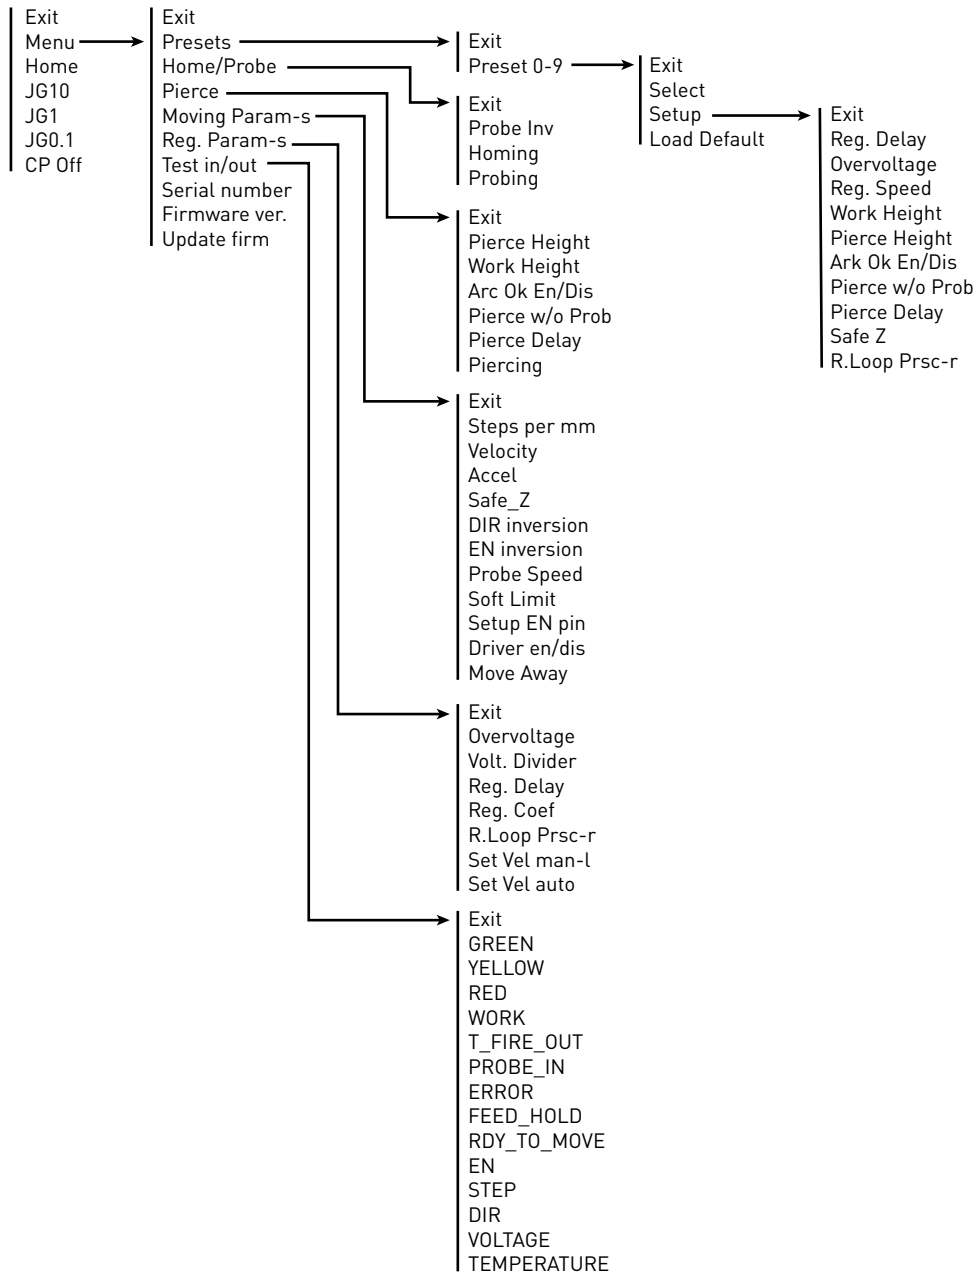 Exit
Menu
Home
JG10
JG1
JG0.1
CP Off
Exit
Presets
Home/Probe
Pierce
Moving Param-s
Reg. Param-s
Test in/out
Serial number
Firmware ver.
Update firm
Exit
Preset 0-9
Exit
Probe Inv
Homing
Probing
Exit
Pierce Height
Work Height
Arc Ok En/Dis
Pierce w/o Prob
Pierce Delay
Piercing
Exit
Steps per mm
Velocity
Accel
Safe_Z
DIR inversion
EN inversion
Probe Speed
Soft Limit
Setup EN pin
Driver en/dis
Move Away
Exit
Overvoltage
Volt. Divider
Reg. Delay
Reg. Coef
R.Loop Prsc-r
Set Vel man-l
Set Vel auto
Exit
GREEN
YELLOW
RED
WORK
T_FIRE_OUT
PROBE_IN
ERROR
FEED_HOLD
RDY_TO_MOVE
EN
STEP
DIR
VOLTAGE
TEMPERATURE
Exit
Select
Setup
Load Default
Exit
Reg. Delay
Overvoltage
Reg. Speed
Work Height
Pierce Height
Ark Ok En/Dis
Pierce w/o Prob
Pierce Delay
Safe Z
R.Loop Prsc-r